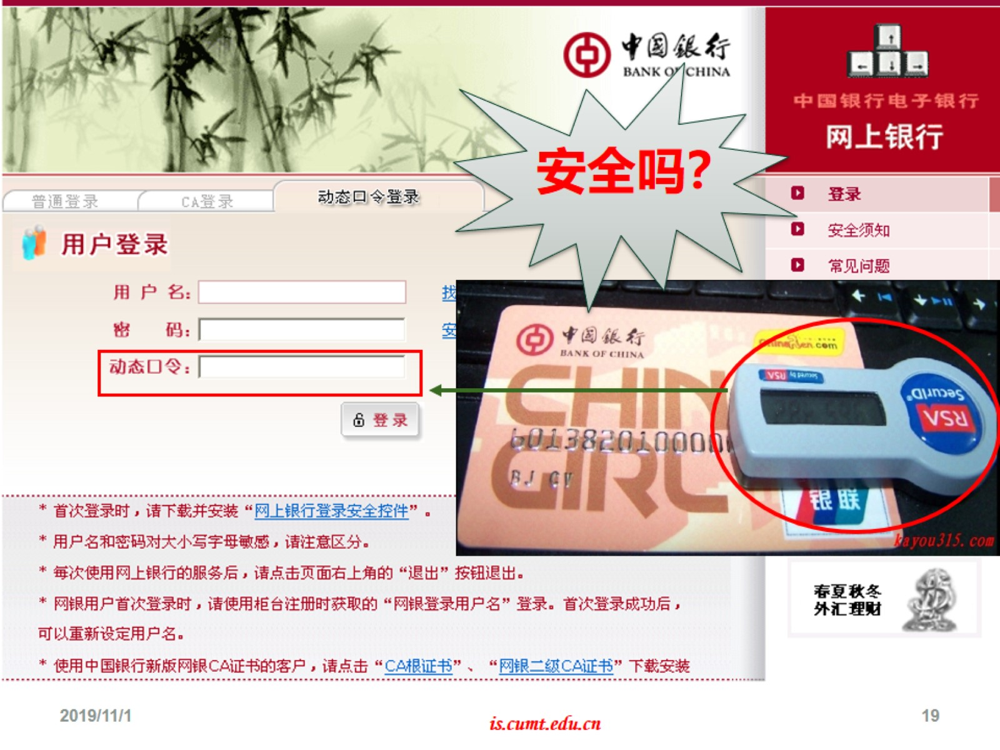 中国银行
BANK OF CHINA
中国银行电子银行
网上银行
安全吗?
普通登录
CA登录
动态口令登录
登录
安全须知
常见问题
用户登录
用 户 名:
找
密 码:
安
动态口令:
登录
中国银行
BANK OF CHINA
.com
CHIN
GIRL
601382010000
BJ CV
Secured by RSA
SecurID®
RSA
银联
kayou315.com
* 首次登录时,请下载并安装“网上银行登录安全控件”。
* 用户名和密码对大小写字母敏感,请注意区分。
* 每次使用网上银行的服务后,请点击页面右上角的“退出”按钮退出。
* 网银用户首次登录时,请使用柜台注册时获取的“网银登录用户名”登录。首次登录成功后,
可以重新设定用户名。
* 使用中国银行新版网银CA证书的客户,请点击“CA根证书”、“网银二级CA证书”下载安装
春夏秋冬
外汇理财
2019/11/1
is.cumt.edu.cn
19